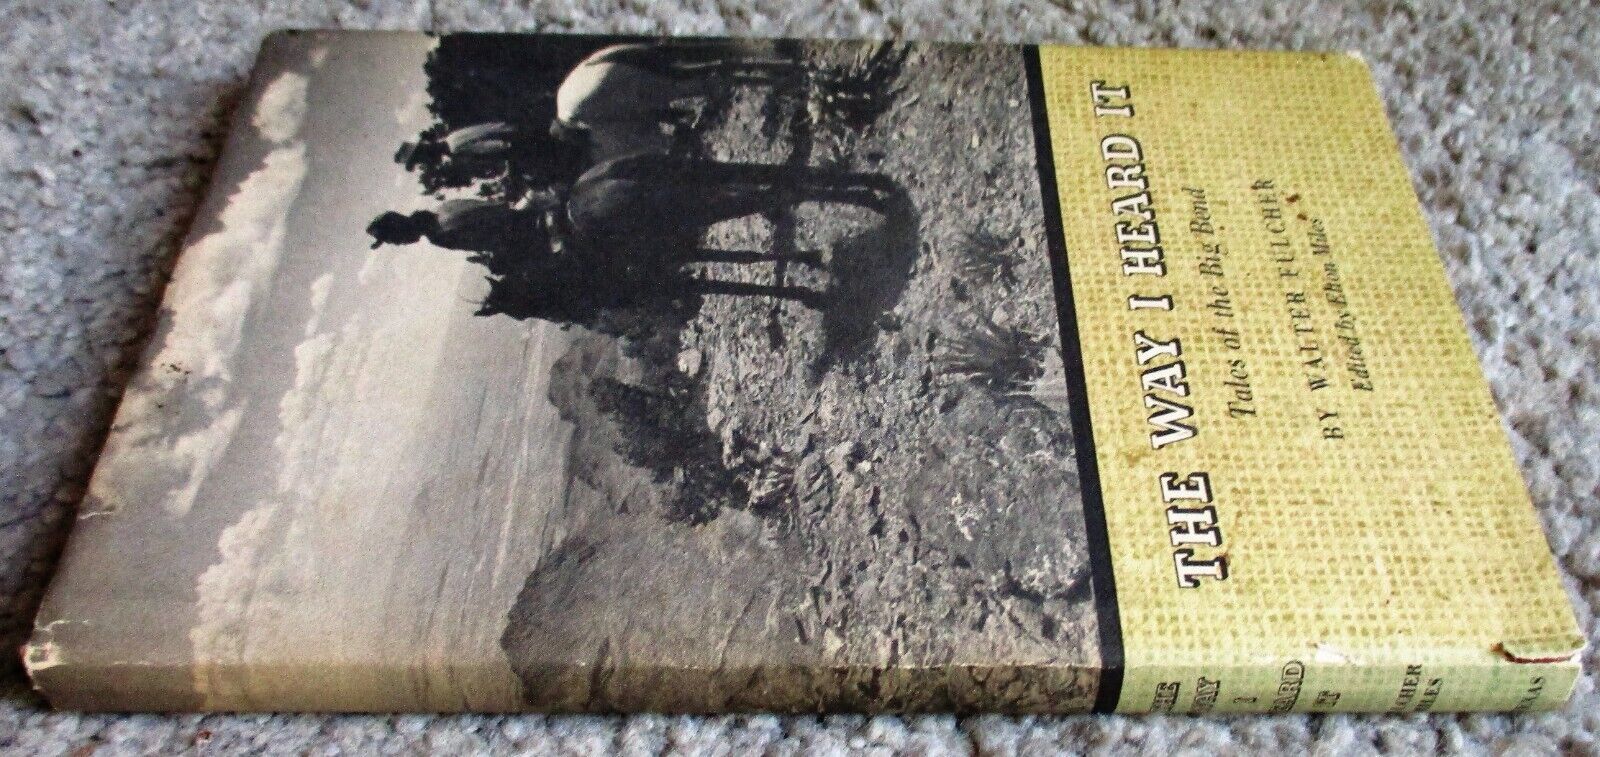 THE WAY I HEARD IT
Tales of the Big Bend
BY WALTER FULCHER
Edited by Elton Miles
THE
WAY
I
HEARD
IT
FULCHER
MILES
TEXAS